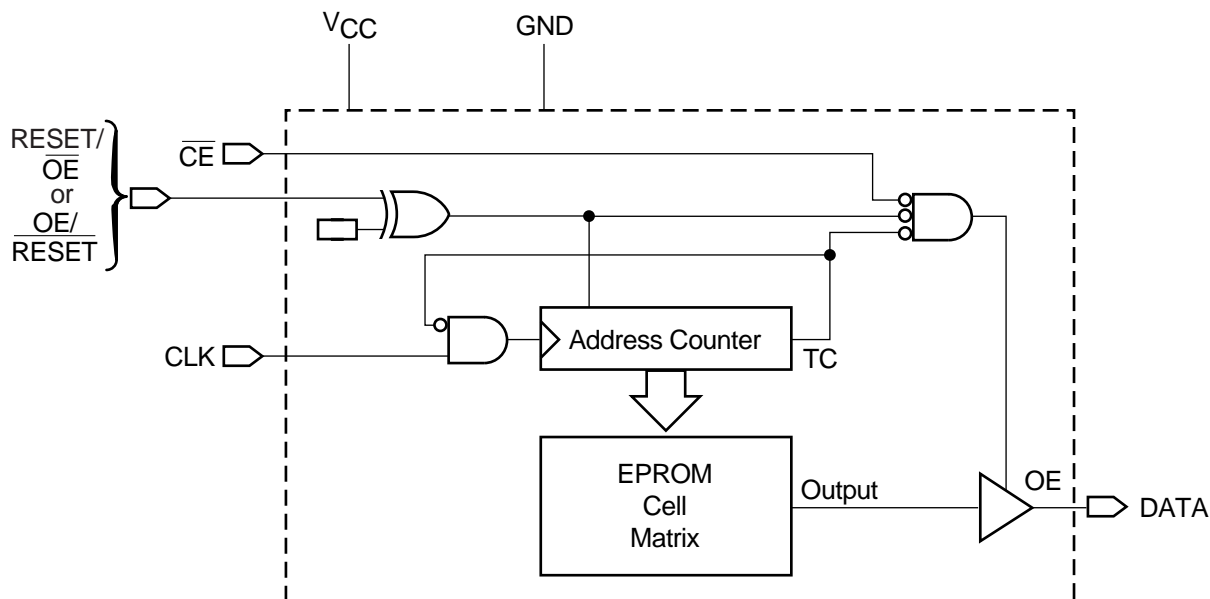 VCC
GND
RESET/
OE
or
OE/
RESET
CE
CLK
Address Counter
TC
EPROM
Cell
Matrix
Output
OE
DATA